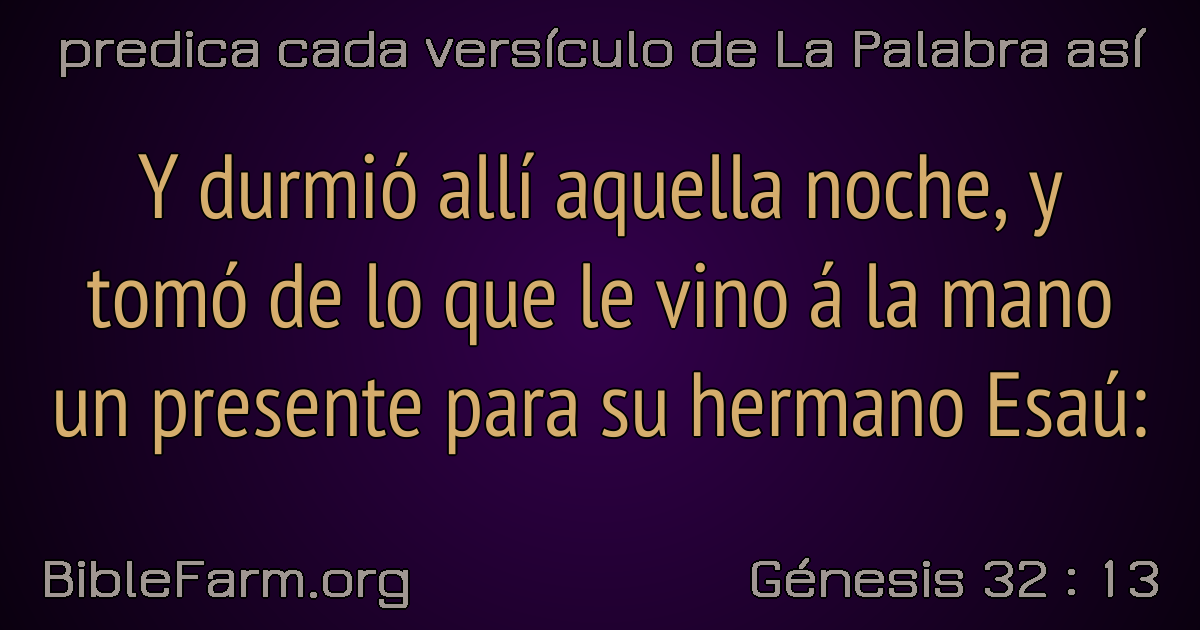 predica cada versículo de La Palabra así
Y durmió allí aquella noche, y
tomó de lo que le vino á la mano
un presente para su hermano Esaú:
BibleFarm.org
Génesis 32 : 13